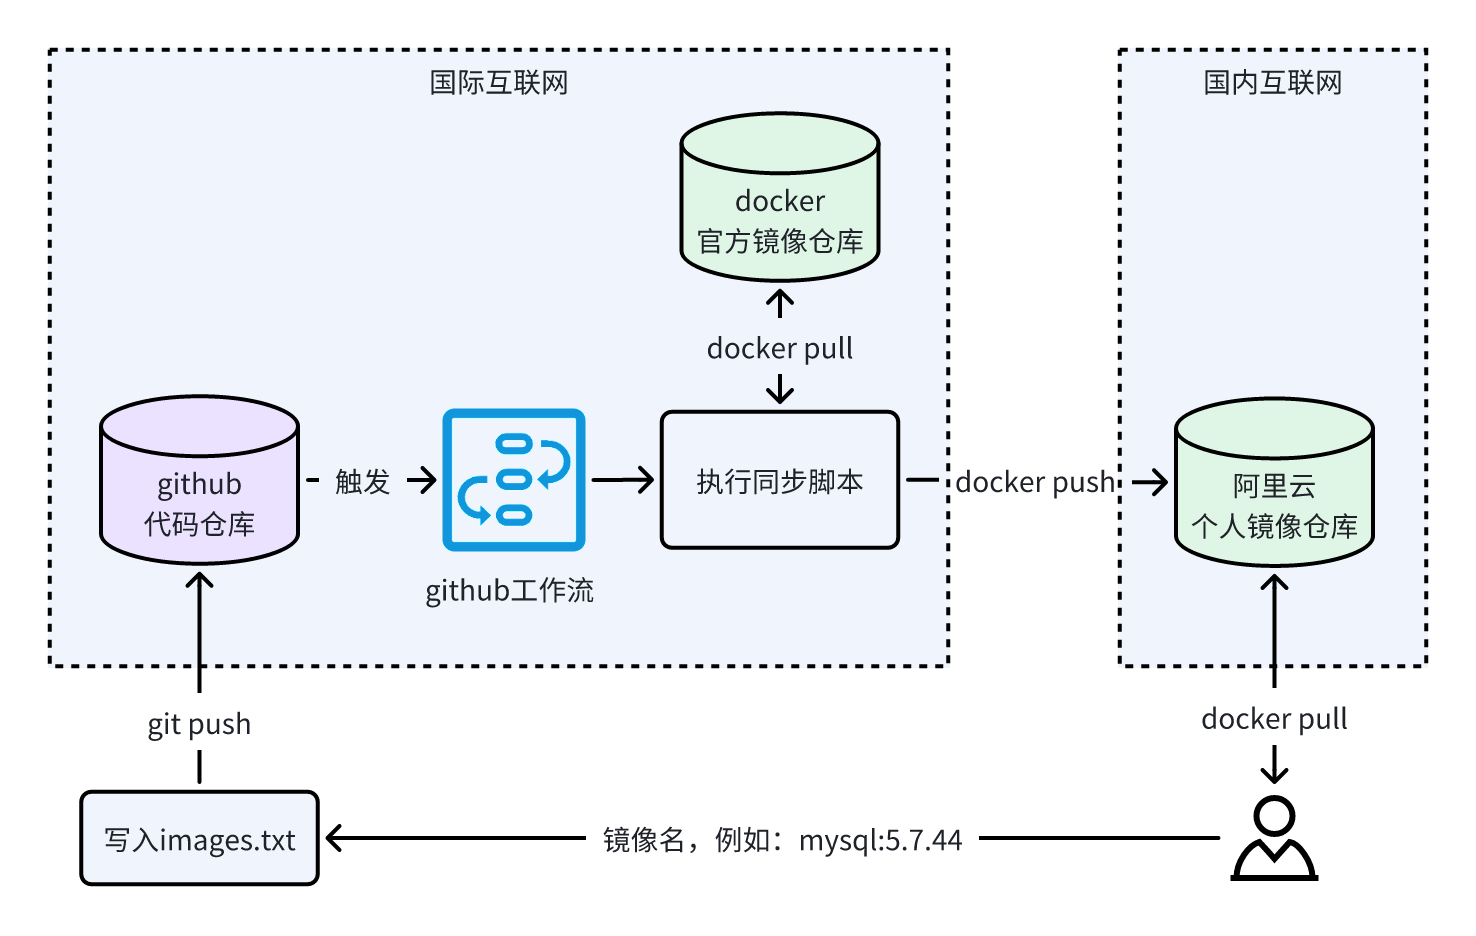 国际互联网
国内互联网
docker
官方镜像仓库
docker pull
github
代码仓库
触发
github工作流
执行同步脚本
docker push
阿里云
个人镜像仓库
git push
docker pull
写入images.txt
镜像名，例如：mysql:5.7.44